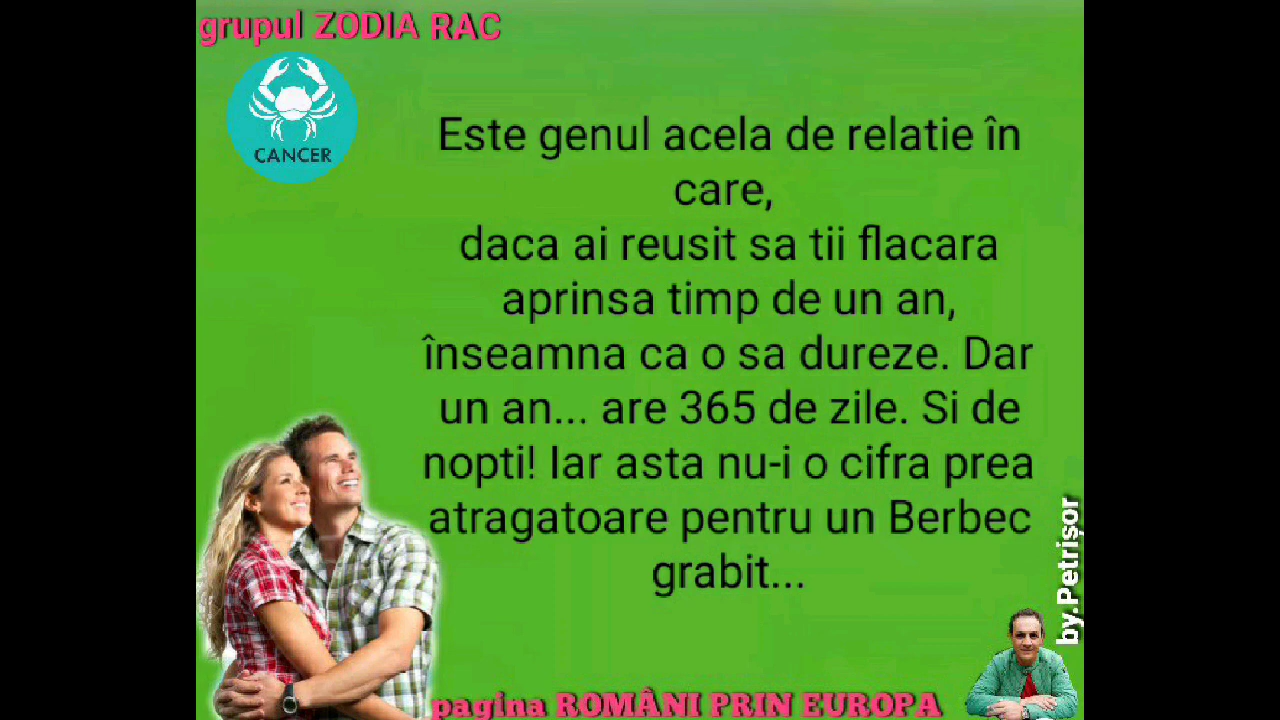 grupul ZODIA RAC
CANCER
Este genul acela de relatie în
care,
daca ai reusit sa tii flacara
aprinsa timp de un an,
înseamna ca o sa dureze. Dar
un an... are 365 de zile. Si de
nopti! Iar asta nu-i o cifra prea
atragatoare pentru un Berbec
grabit...
by.Petrișor
pagina ROMÂNI PRIN EUROPA